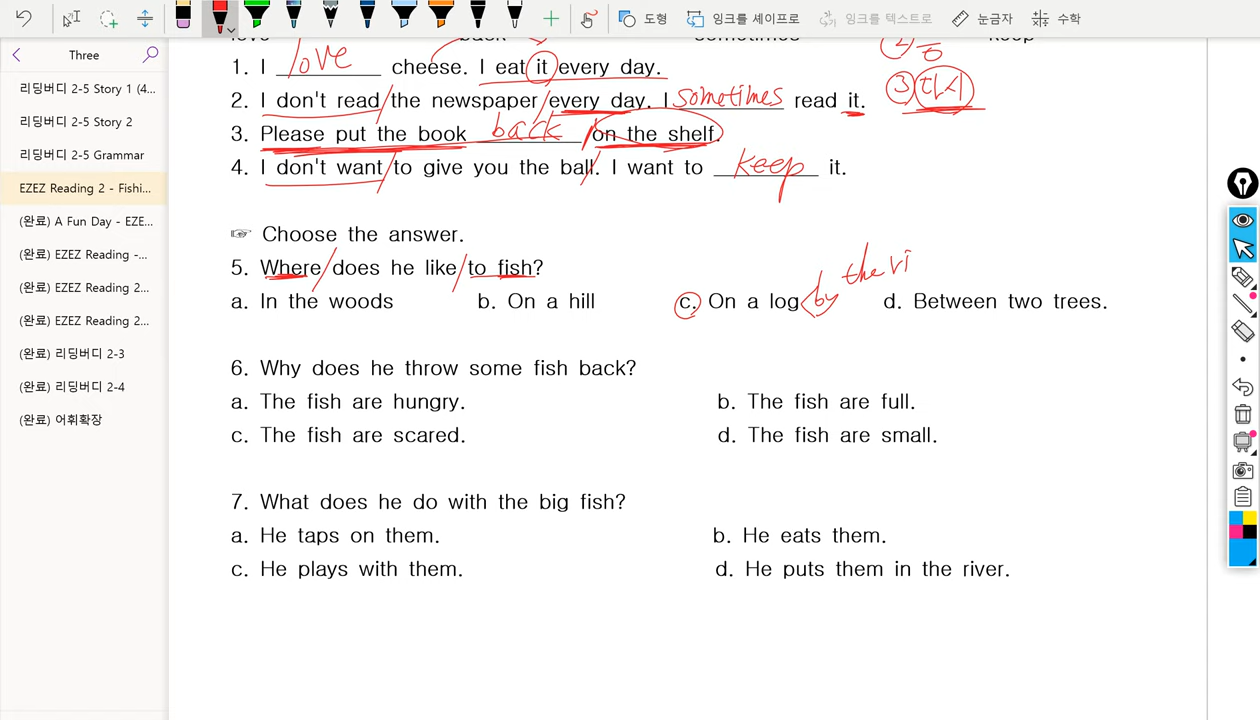 도형
잉크를 셰이프로
잉크를 텍스트로
눈금자
수학
Three
리딩버디 2-5 Story 1 (4...
리딩버디 2-5 Story 2
리딩버디 2-5 Grammar
EZEZ Reading 2 - Fishi...
(완료) A Fun Day - EZE...
(완료) EZEZ Reading -...
(완료) EZEZ Reading 2...
(완료) EZEZ Reading 2...
(완료) 리딩버디 2-3
(완료) 리딩버디 2-4
(완료) 어휘확장
1. I love cheese. I eat it every day.
2. I don't read the newspaper every day. I sometimes read it.
③ 다시
3. Please put the book back on the shelf.
4. I don't want to give you the ball. I want to keep it.
☞ Choose the answer.
5. Where does he like to fish?
a. In the woods b. On a hill c. On a log by the ri d. Between two trees.
6. Why does he throw some fish back?
a. The fish are hungry. b. The fish are full.
c. The fish are scared. d. The fish are small.
7. What does he do with the big fish?
a. He taps on them. b. He eats them.
c. He plays with them. d. He puts them in the river.